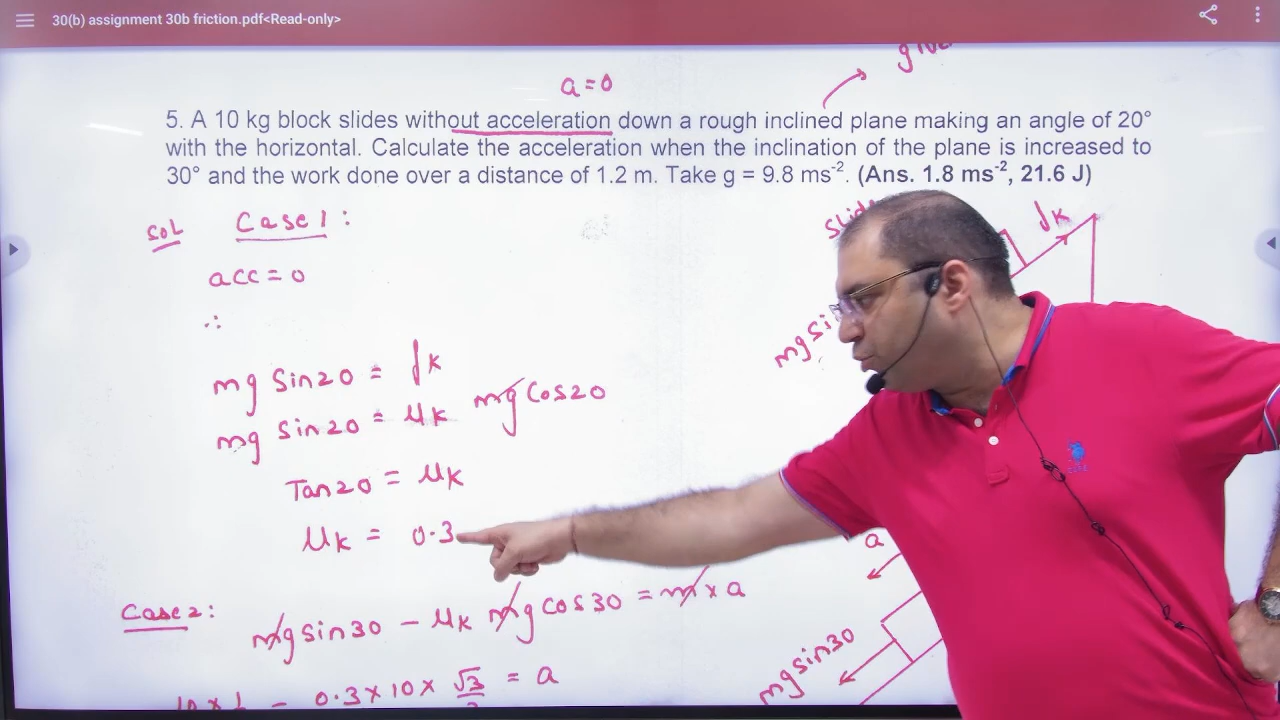 30(b) assignment 30b friction.pdf<Read-only>
a = 0
5. A 10 kg block slides without acceleration down a rough inclined plane making an angle of 20°
with the horizontal. Calculate the acceleration when the inclination of the plane is increased to
30° and the work done over a distance of 1.2 m. Take g = 9.8 ms⁻². (Ans. 1.8 ms⁻², 21.6 J)
Sol Case 1 :
fK
acc = 0
∴
mg Sin20 = fK
mg Sin20 = μK mg Cos20
Tan20 = μK
μK = 0.3
a
Case 2 :
mg sin30 − μK mg Cos30 = m × a
mg sin30
0.3 × 10 × √3 = a